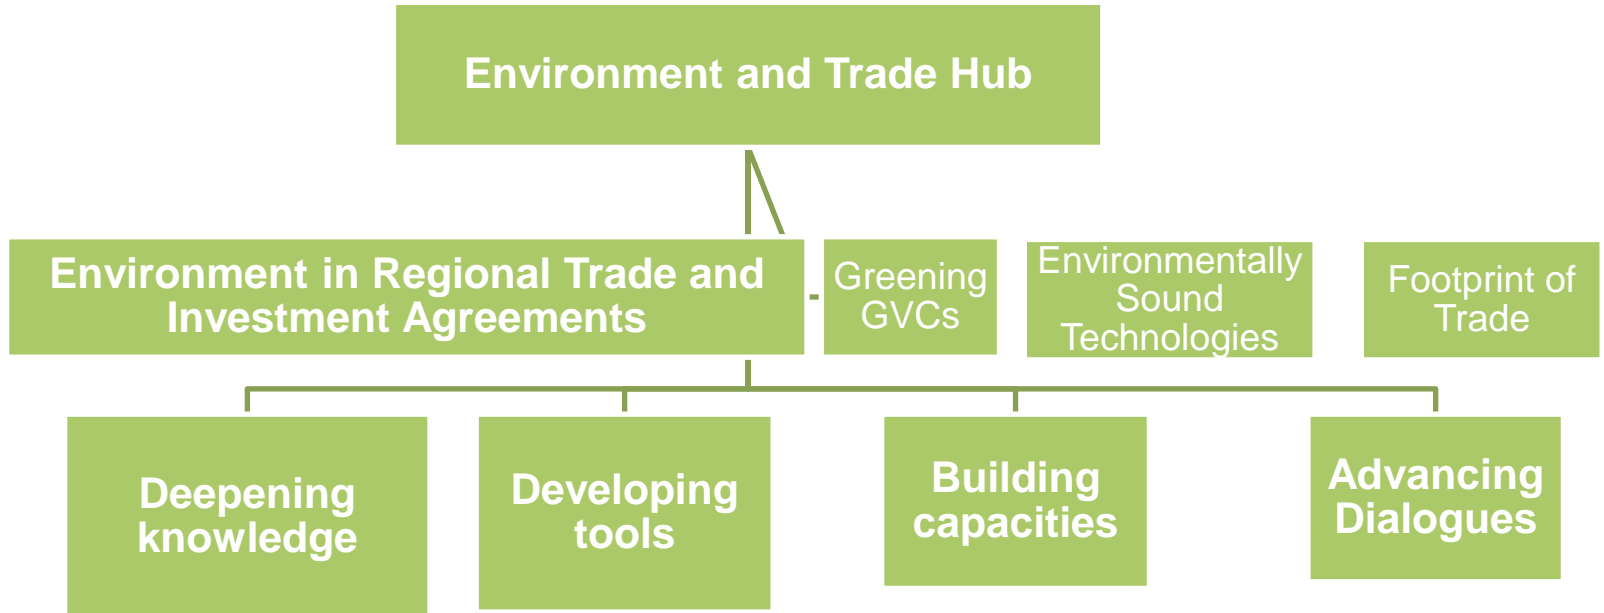 Environment and Trade Hub
Environment in Regional Trade and
Investment Agreements
Greening
GVCs
Environmentally
Sound
Technologies
Footprint of
Trade
Deepening
knowledge
Developing
tools
Building
capacities
Advancing
Dialogues